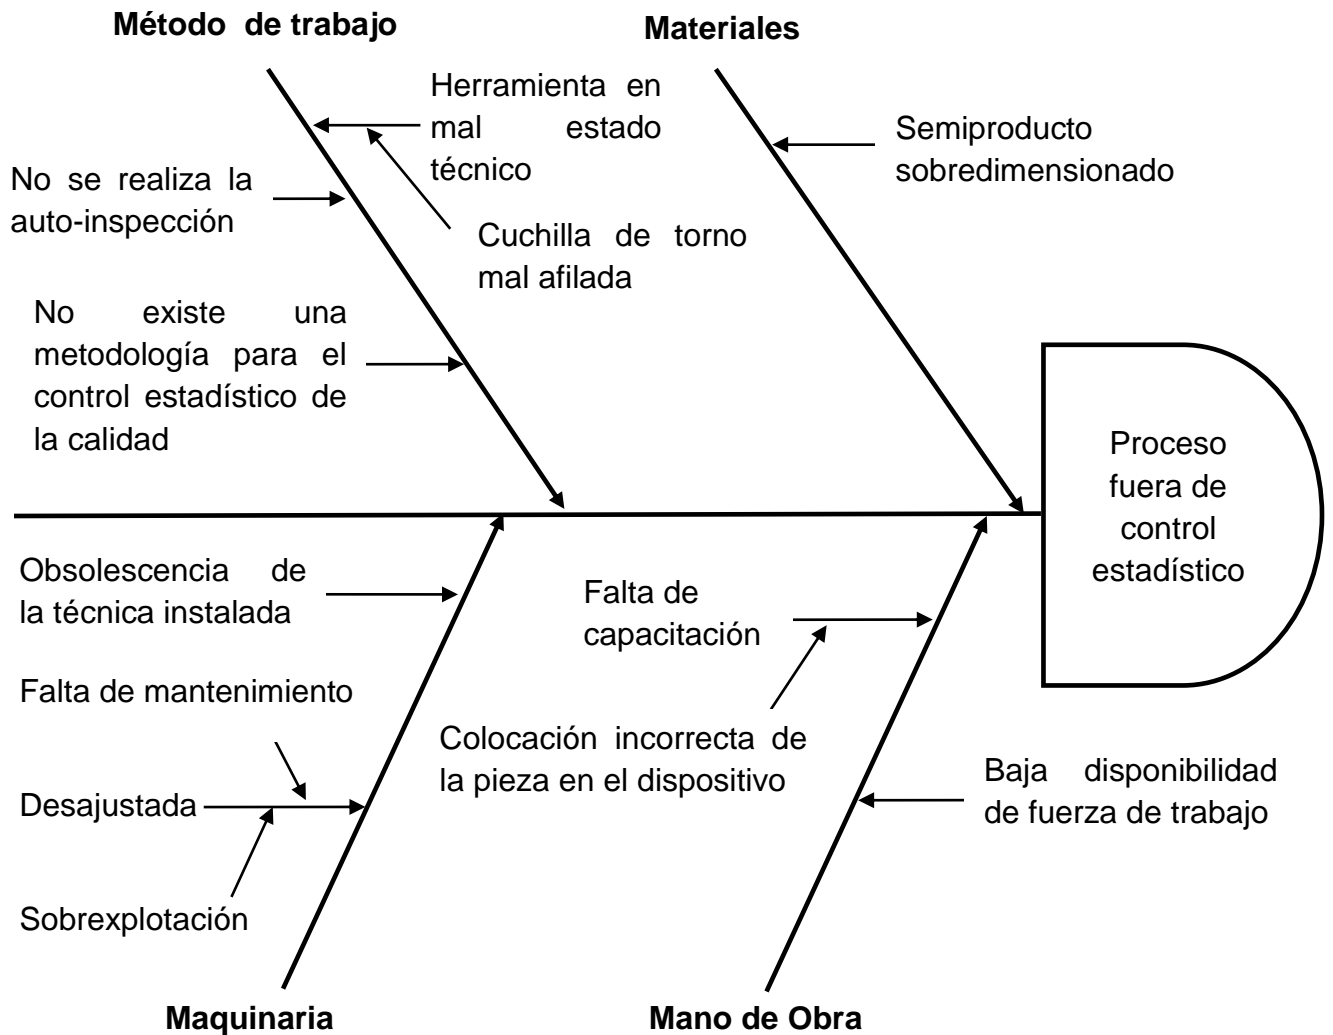 Método de trabajo
Materiales
Herramienta en
mal estado
técnico
Semiproducto
sobredimensionado
No se realiza la
auto-inspección
Cuchilla de torno
mal afilada
No existe una
metodología para el
control estadístico de
la calidad
Proceso
fuera de
control
estadístico
Obsolescencia de
la técnica instalada
Falta de
capacitación
Falta de mantenimiento
Colocación incorrecta de
la pieza en el dispositivo
Baja disponibilidad
de fuerza de trabajo
Desajustada
Sobrexplotación
Maquinaria
Mano de Obra